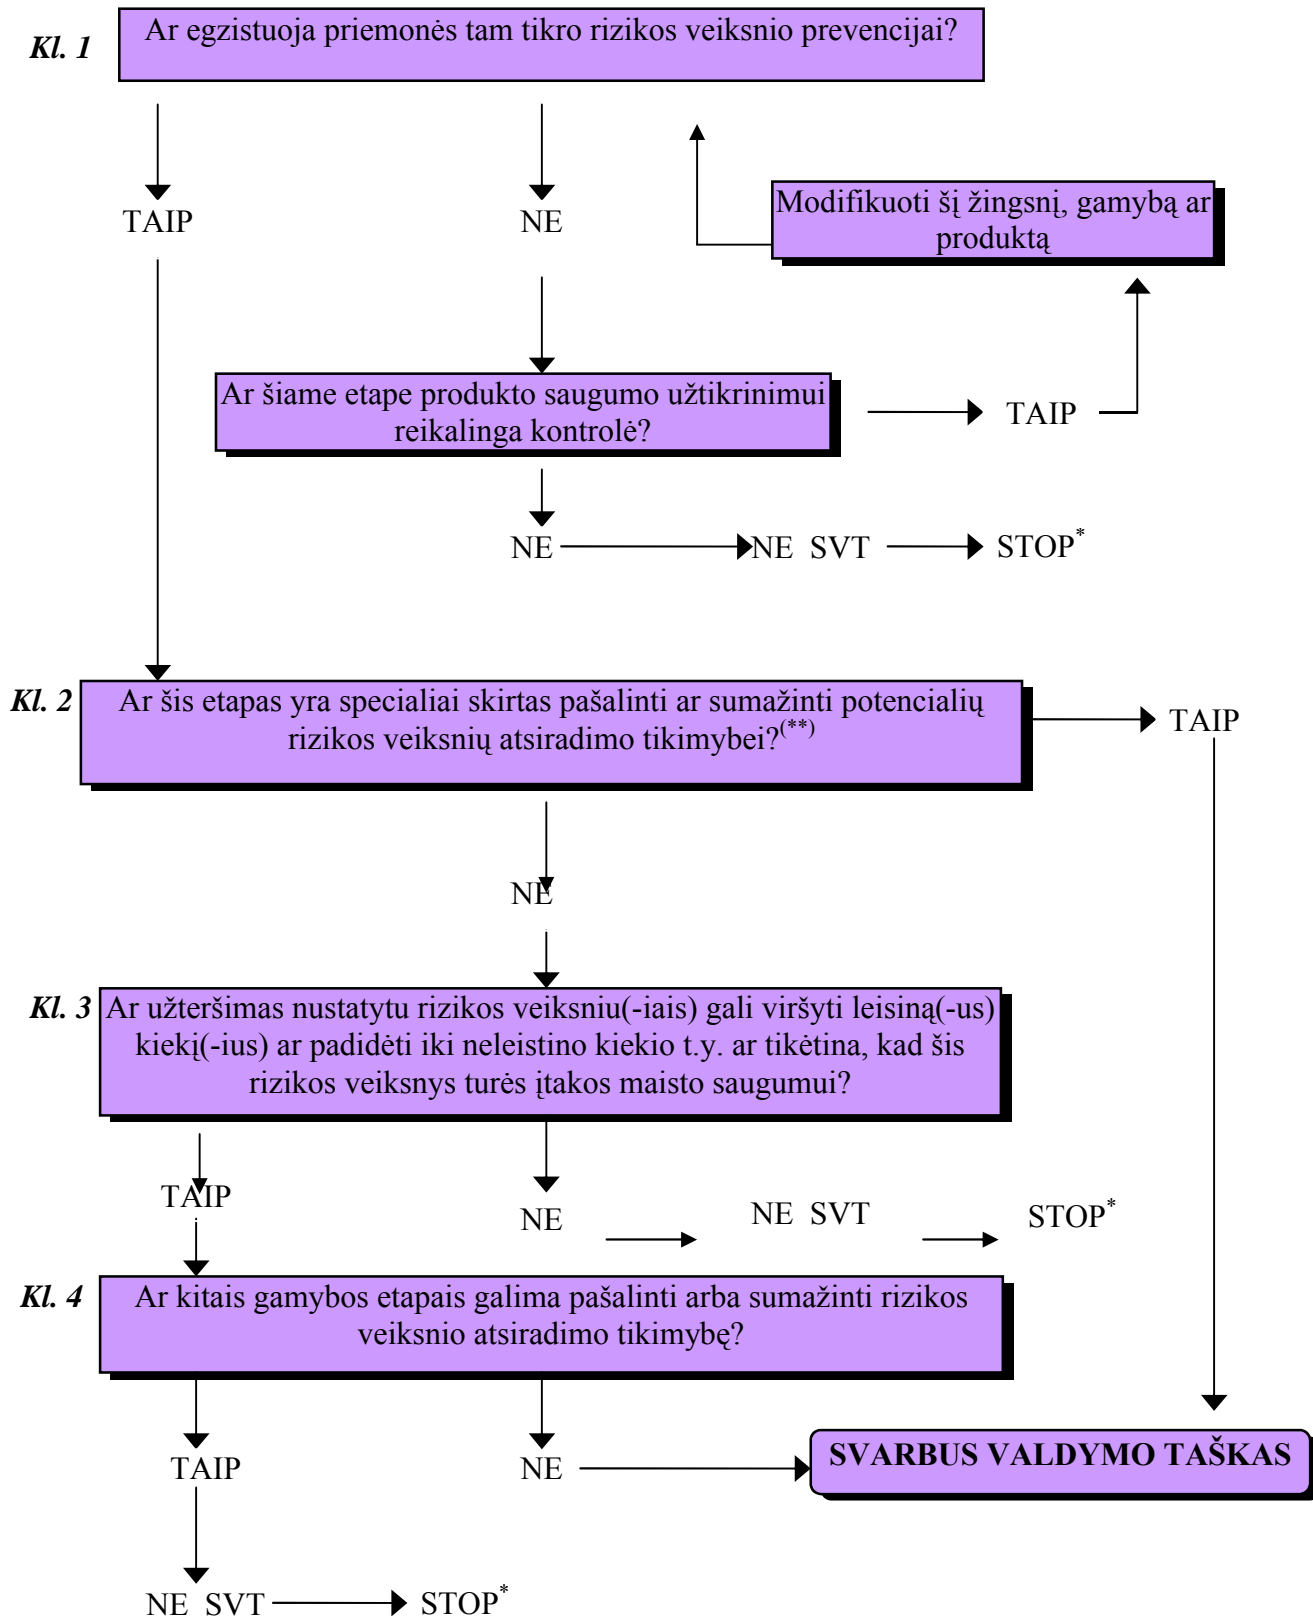 Kl. 1
Ar egzistuoja priemonės tam tikro rizikos veiksnio prevencijai?
TAIP
NE
Modifikuoti šį žingsnį, gamybą ar
produktą
Ar šiame etape produkto saugumo užtikrinimui
reikalinga kontrolė?
TAIP
NE
NE SVT
STOP*
Kl. 2
Ar šis etapas yra specialiai skirtas pašalinti ar sumažinti potencialių
rizikos veiksnių atsiradimo tikimybei?(**)
TAIP
NE
Kl. 3
Ar užteršimas nustatytu rizikos veiksniu(-iais) gali viršyti leisiną(-us)
kiekį(-ius) ar padidėti iki neleistino kiekio t.y. ar tikėtina, kad šis
rizikos veiksnys turės įtakos maisto saugumui?
TAIP
NE
NE SVT
STOP*
Kl. 4
Ar kitais gamybos etapais galima pašalinti arba sumažinti rizikos
veiksnio atsiradimo tikimybę?
TAIP
NE
SVARBUS VALDYMO TAŠKAS
NE SVT
STOP*